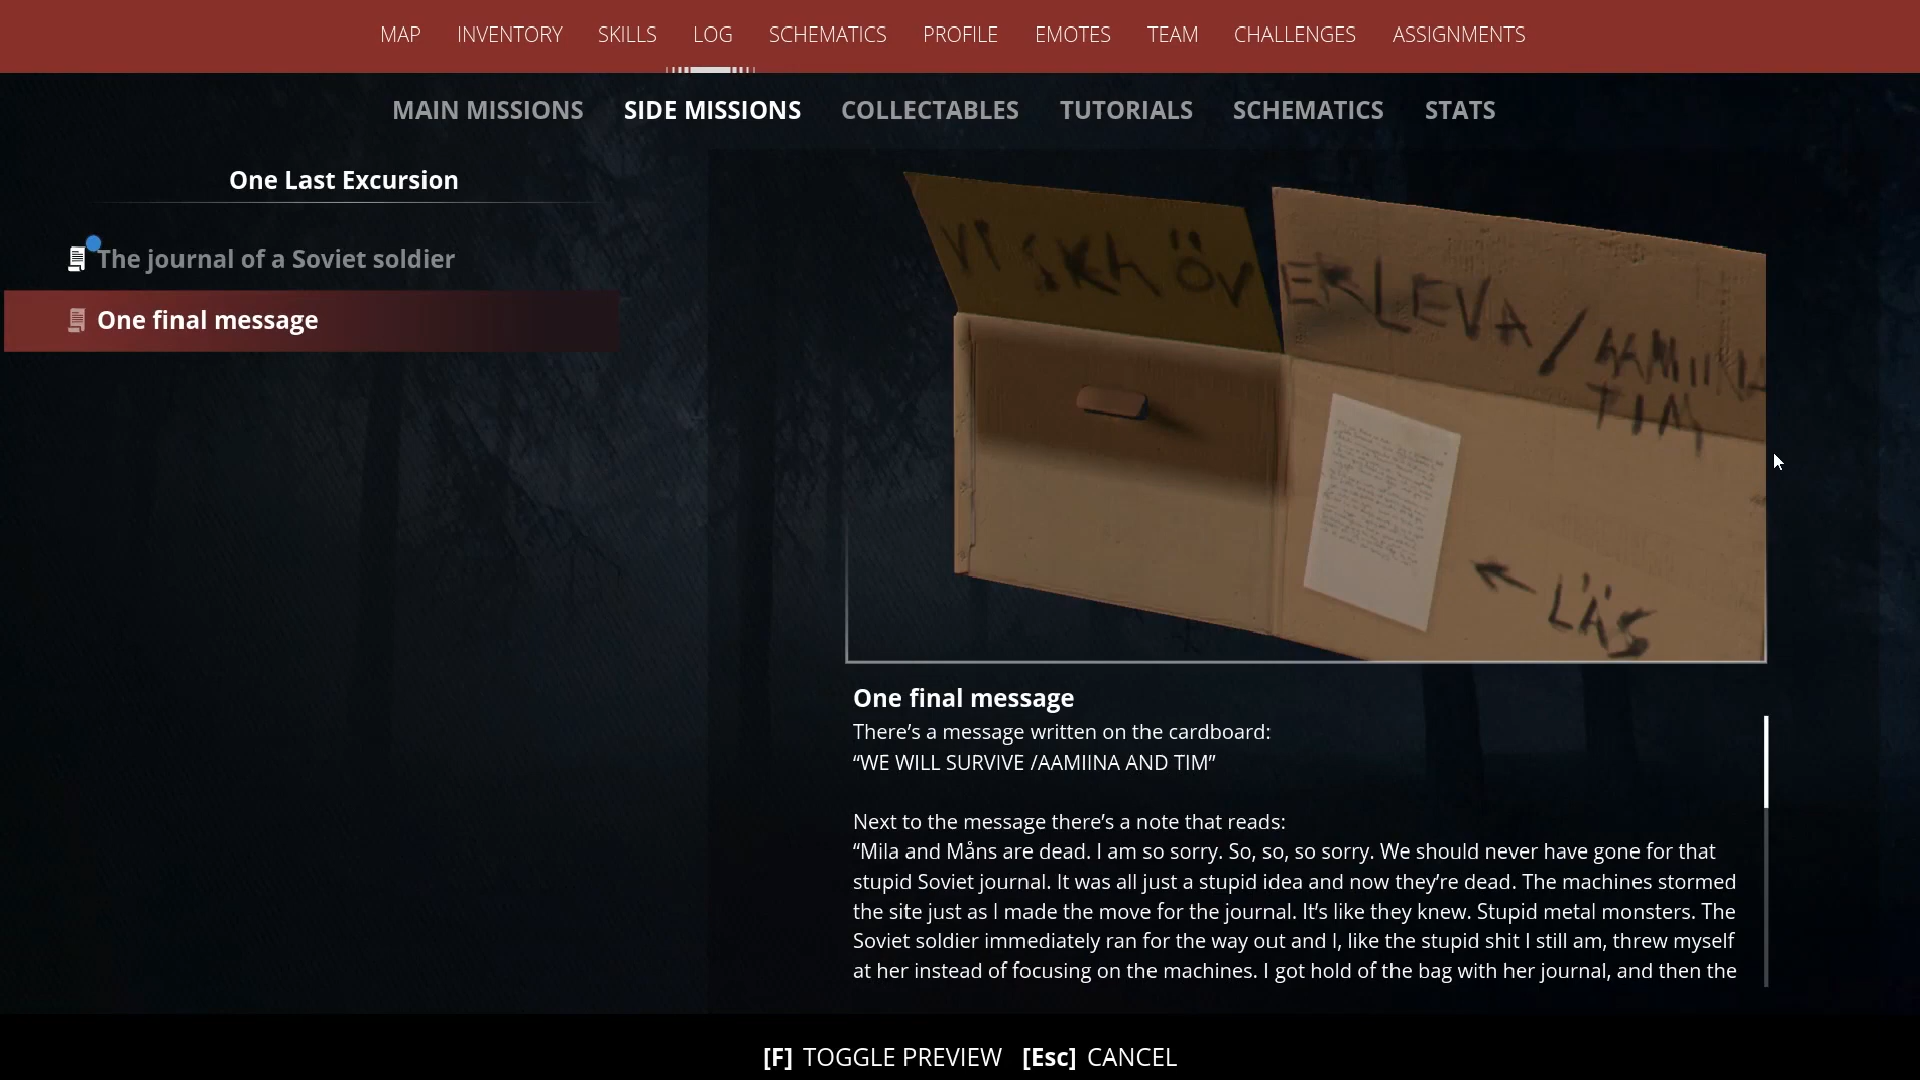 MAP INVENTORY SKILLS LOG SCHEMATICS PROFILE EMOTES TEAM CHALLENGES ASSIGNMENTS
MAIN MISSIONS SIDE MISSIONS COLLECTABLES TUTORIALS SCHEMATICS STATS
One Last Excursion
The journal of a Soviet soldier
One final message
VI SKA ÖVERLEVA / AAMIINA
TIM
LÄS
One final message
There’s a message written on the cardboard:
“WE WILL SURVIVE /AAMIINA AND TIM”
Next to the message there’s a note that reads:
“Mila and Måns are dead. I am so sorry. So, so, so sorry. We should never have gone for that
stupid Soviet journal. It was all just a stupid idea and now they’re dead. The machines stormed
the site just as I made the move for the journal. It’s like they knew. Stupid metal monsters. The
Soviet soldier immediately ran for the way out and I, like the stupid shit I still am, threw myself
at her instead of focusing on the machines. I got hold of the bag with her journal, and then the
[F] TOGGLE PREVIEW [Esc] CANCEL